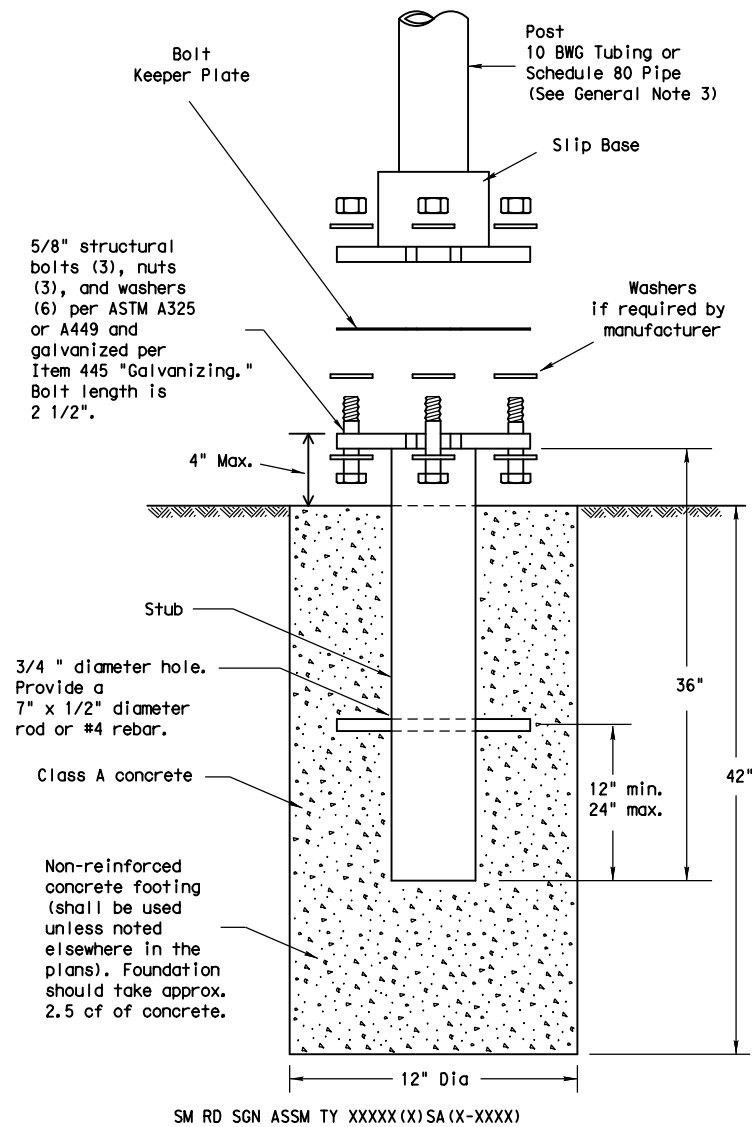 Bolt
Keeper Plate
Post
10 BWG Tubing or
Schedule 80 Pipe
(See General Note 3)
Slip Base
5/8" structural
bolts (3), nuts
(3), and washers
(6) per ASTM A325
or A449 and
galvanized per
Item 445 "Galvanizing."
Bolt length is
2 1/2".
Washers
if required by
manufacturer
4" Max.
Stub
3/4 " diameter hole.
Provide a
7" x 1/2" diameter
rod or #4 rebar.
36"
Class A concrete
12" min.
24" max.
42"
Non-reinforced
concrete footing
(shall be used
unless noted
elsewhere in the
plans). Foundation
should take approx.
2.5 cf of concrete.
12" Dia
SM RD SGN ASSM TY XXXXX(X)SA(X-XXXX)